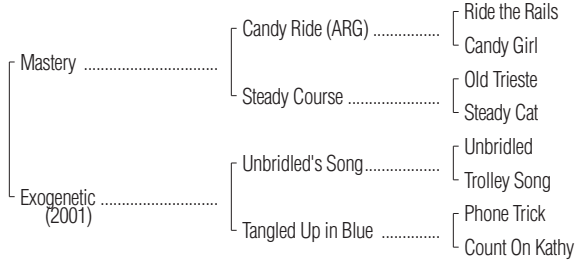 Ride the Rails
Candy Ride (ARG) ................
Candy Girl
Mastery ................................
Old Trieste
Steady Course ......................
Steady Cat
Unbridled
Unbridled's Song..................
Trolley Song
Exogenetic ............................
(2001)
Phone Trick
Tangled Up in Blue ..............
Count On Kathy